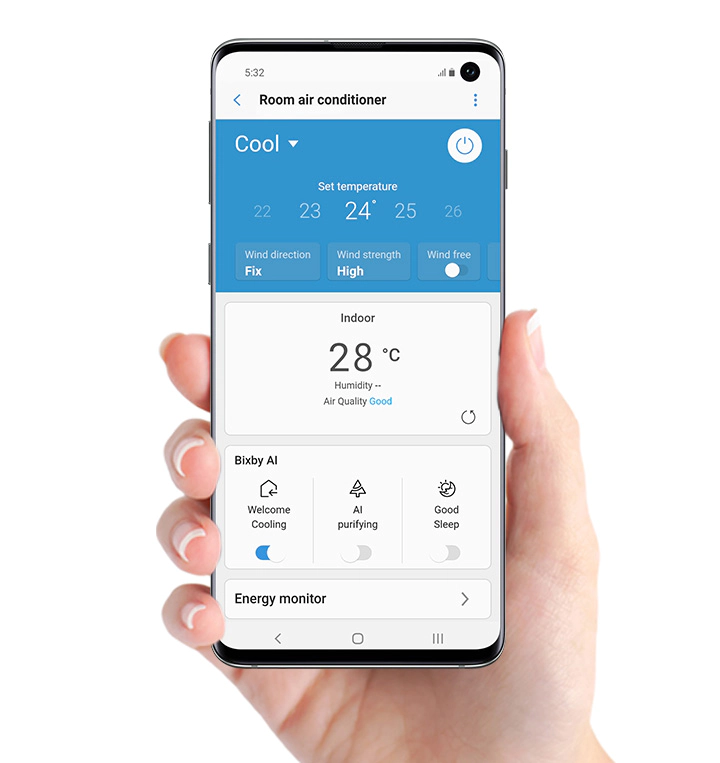 5:32
Room air conditioner
Cool
Set temperature
22 23 24° 25 26
Wind direction Wind strength Wind free
Fix High
Indoor
28 °C
Humidity --
Air Quality Good
Bixby AI
Welcome AI Good
Cooling purifying Sleep
Energy monitor